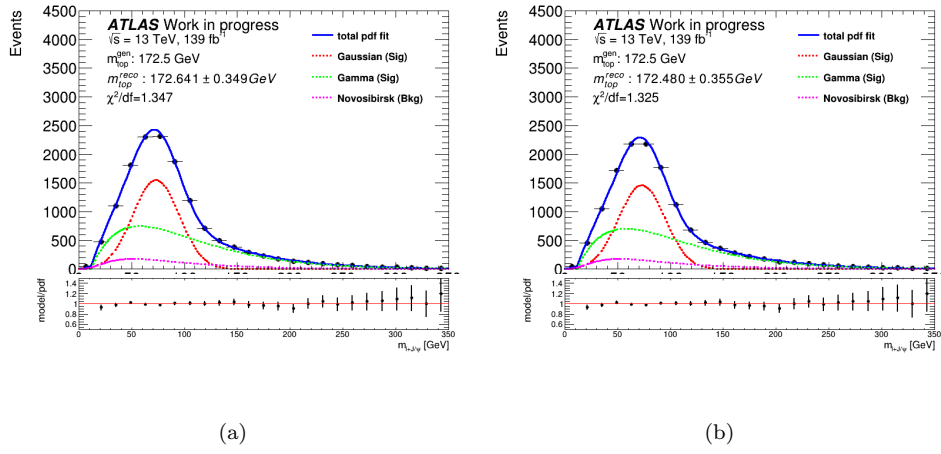 ATLAS Work in progress
√s = 13 TeV, 139 fb⁻¹
m_top^gen : 172.5 GeV
m_top^reco : 172.641 ± 0.349 GeV
χ²/df=1.347
total pdf fit
Gaussian (Sig)
Gamma (Sig)
Novosibirsk (Bkg)
Events
4500
4000
3500
3000
2500
2000
1500
1000
500
0
model/pdf
1.4
1.2
1
0.8
0.6
0 50 100 150 200 250 300 350
m_l+J/ψ [GeV]
(a)
ATLAS Work in progress
√s = 13 TeV, 139 fb⁻¹
m_top^gen : 172.5 GeV
m_top^reco : 172.480 ± 0.355 GeV
χ²/df=1.325
total pdf fit
Gaussian (Sig)
Gamma (Sig)
Novosibirsk (Bkg)
Events
4500
4000
3500
3000
2500
2000
1500
1000
500
0
model/pdf
1.4
1.2
1
0.8
0.6
0 50 100 150 200 250 300 350
m_l+J/ψ [GeV]
(b)